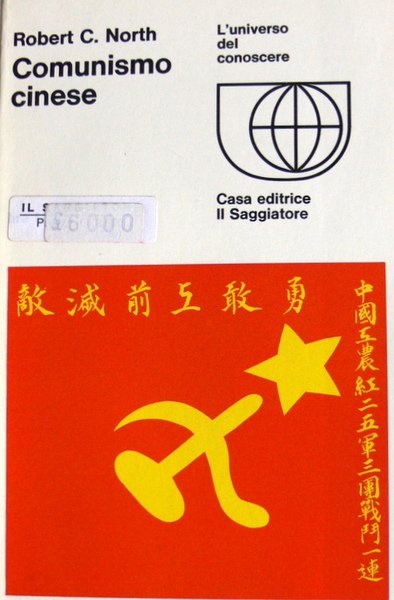 Robert C. North
Comunismo
cinese
L'universo
del
conoscere
Casa editrice
Il Saggiatore
£6000
勇敢前滅敵
中國工農紅二五軍三團戰鬥一連